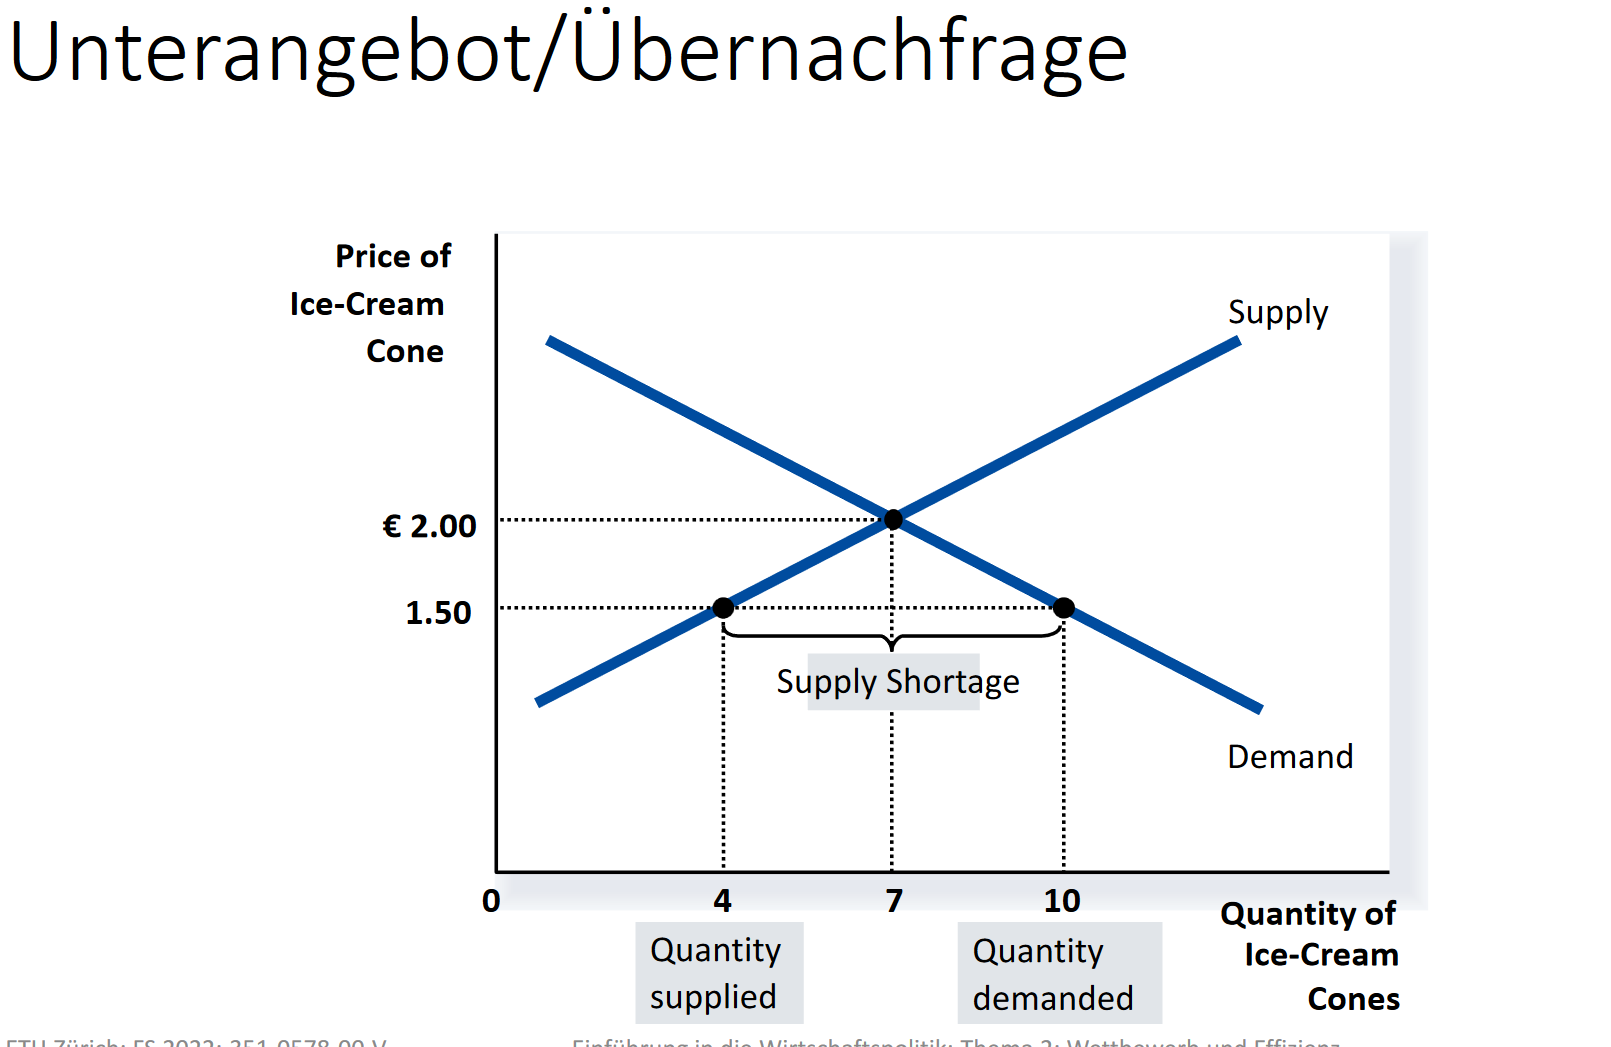 Unterangebot/Übernachfrage
Price of
Ice-Cream
Cone
Supply
€ 2.00
1.50
Supply Shortage
Demand
0
4
7
10
Quantity of
Ice-Cream
Cones
Quantity
supplied
Quantity
demanded
ETH Zürich: FS 2022: 351-0578-00 V
Einführung in die Wirtschaftspolitik: Thema 2: Wettbewerb und Effizienz